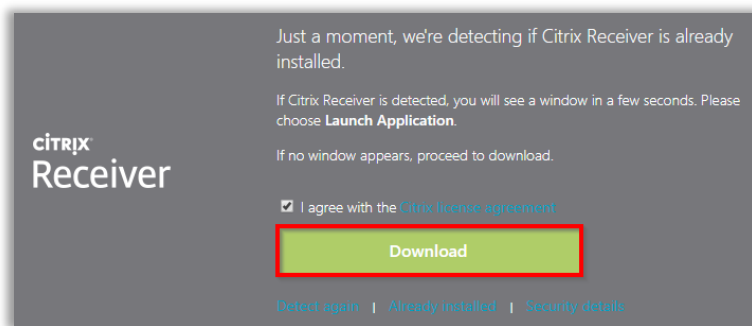 Just a moment, we're detecting if Citrix Receiver is already
installed.
If Citrix Receiver is detected, you will see a window in a few seconds. Please
choose Launch Application.
If no window appears, proceed to download.
CITRIX
Receiver
I agree with the Citrix license agreement
Download
Detect again | Already installed | Security details